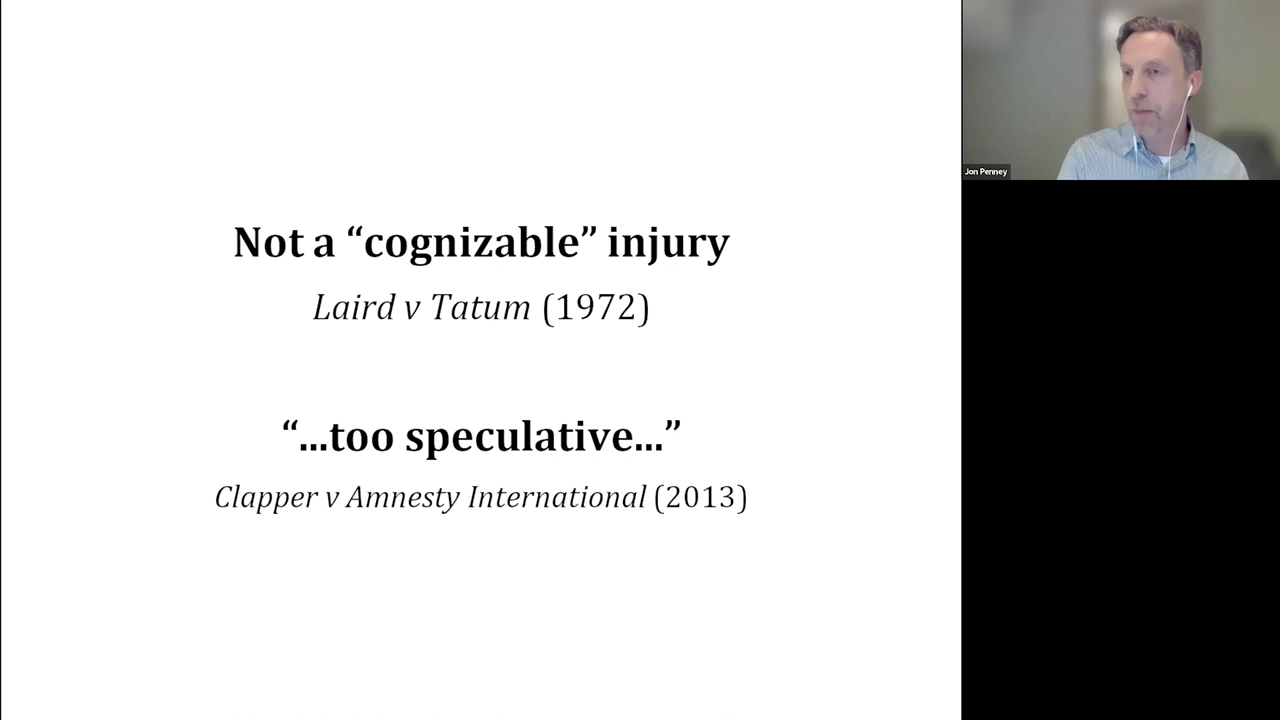 Not a “cognizable” injury
Laird v Tatum (1972)
“...too speculative...”
Clapper v Amnesty International (2013)
Jon Penney